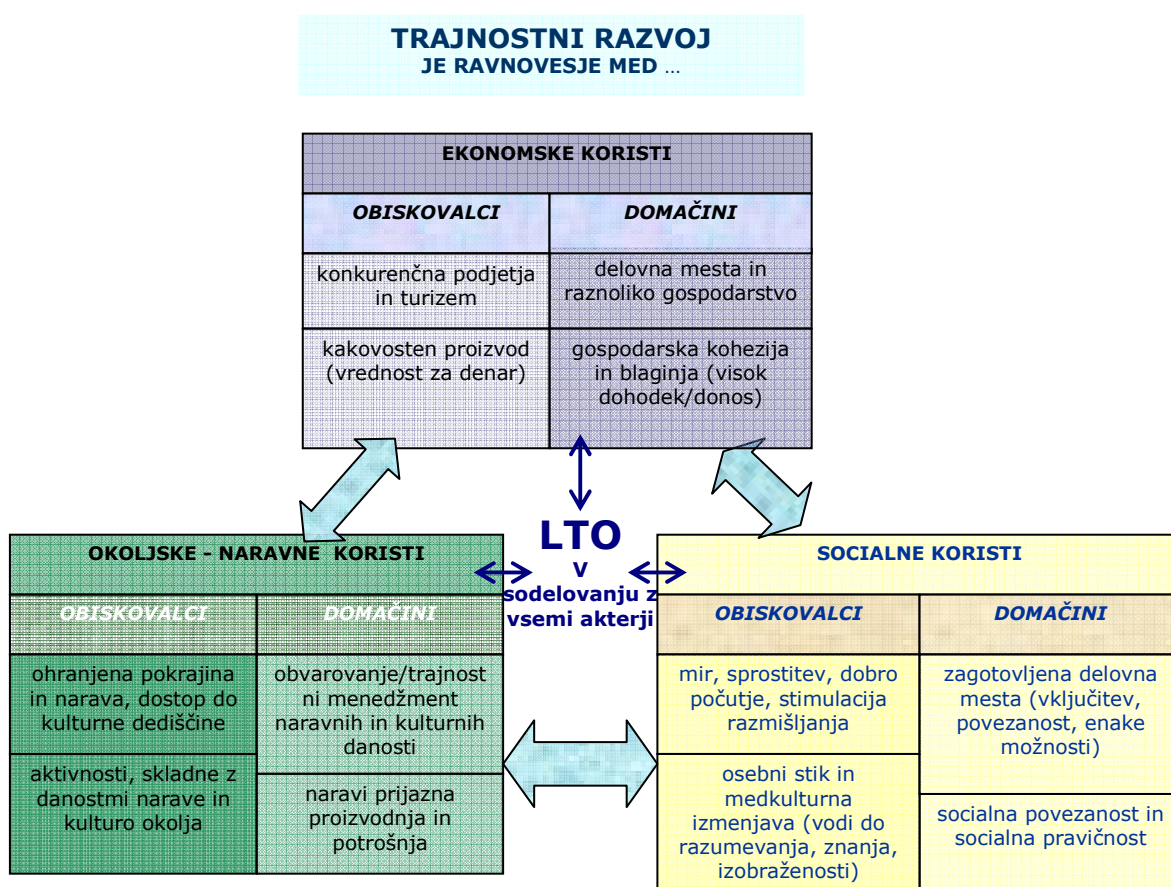 TRAJNOSTNI RAZVOJ
JE RAVNOVESJE MED ...
EKONOMSKE KORISTI
OBISKOVALCI
DOMAČINI
konkurenčna podjetja
in turizem
delovna mesta in
raznoliko gospodarstvo
kakovosten proizvod
(vrednost za denar)
gospodarska kohezija
in blaginja (visok
dohodek/donos)
LTO
V
sodelovanju z
vsemi akterji
OKOLJSKE - NARAVNE KORISTI
OBISKOVALCI
DOMAČINI
ohranjena pokrajina
in narava, dostop do
kulturne dediščine
obvarovanje/trajnost
ni menedžment
naravnih in kulturnih
danosti
aktivnosti, skladne z
danostmi narave in
kulturo okolja
naravi prijazna
proizvodnja in
potrošnja
SOCIALNE KORISTI
OBISKOVALCI
DOMAČINI
mir, sprostitev, dobro
počutje, stimulacija
razmišljanja
zagotovljena delovna
mesta (vključitev,
povezanost, enake
možnosti)
osebni stik in
medkulturna
izmenjava (vodi do
razumevanja, znanja,
izobraženosti)
socialna povezanost in
socialna pravičnost